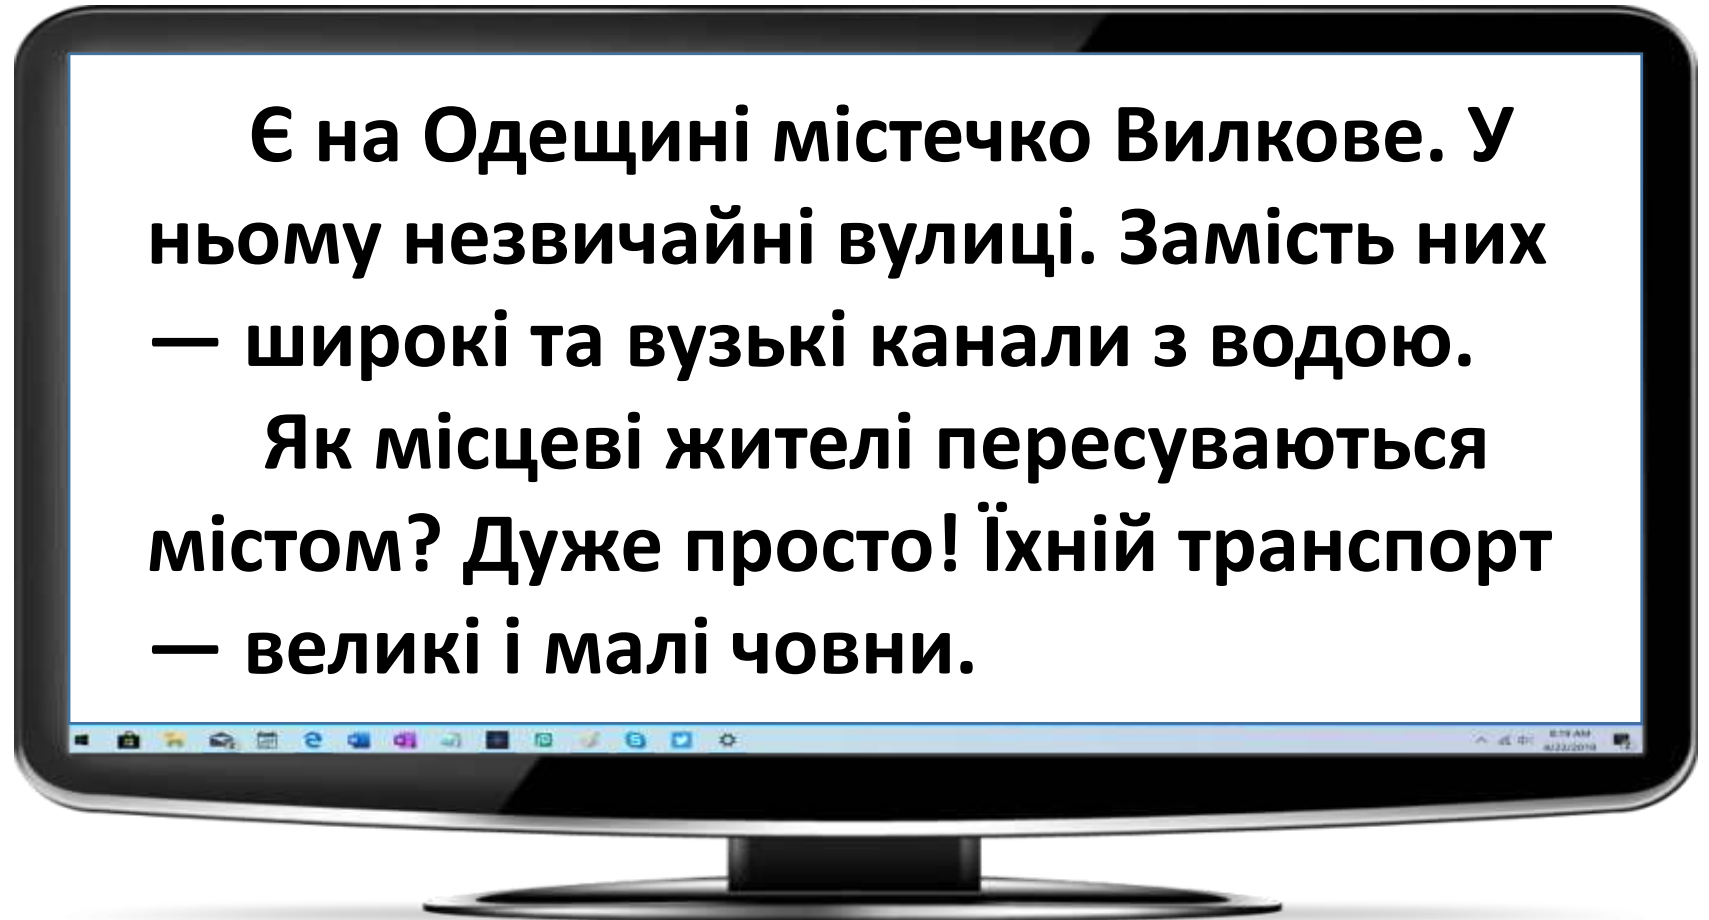 Є на Одещині містечко Вилкове. У
ньому незвичайні вулиці. Замість них
— широкі та вузькі канали з водою.
Як місцеві жителі пересуваються
містом? Дуже просто! Їхній транспорт
— великі і малі човни.